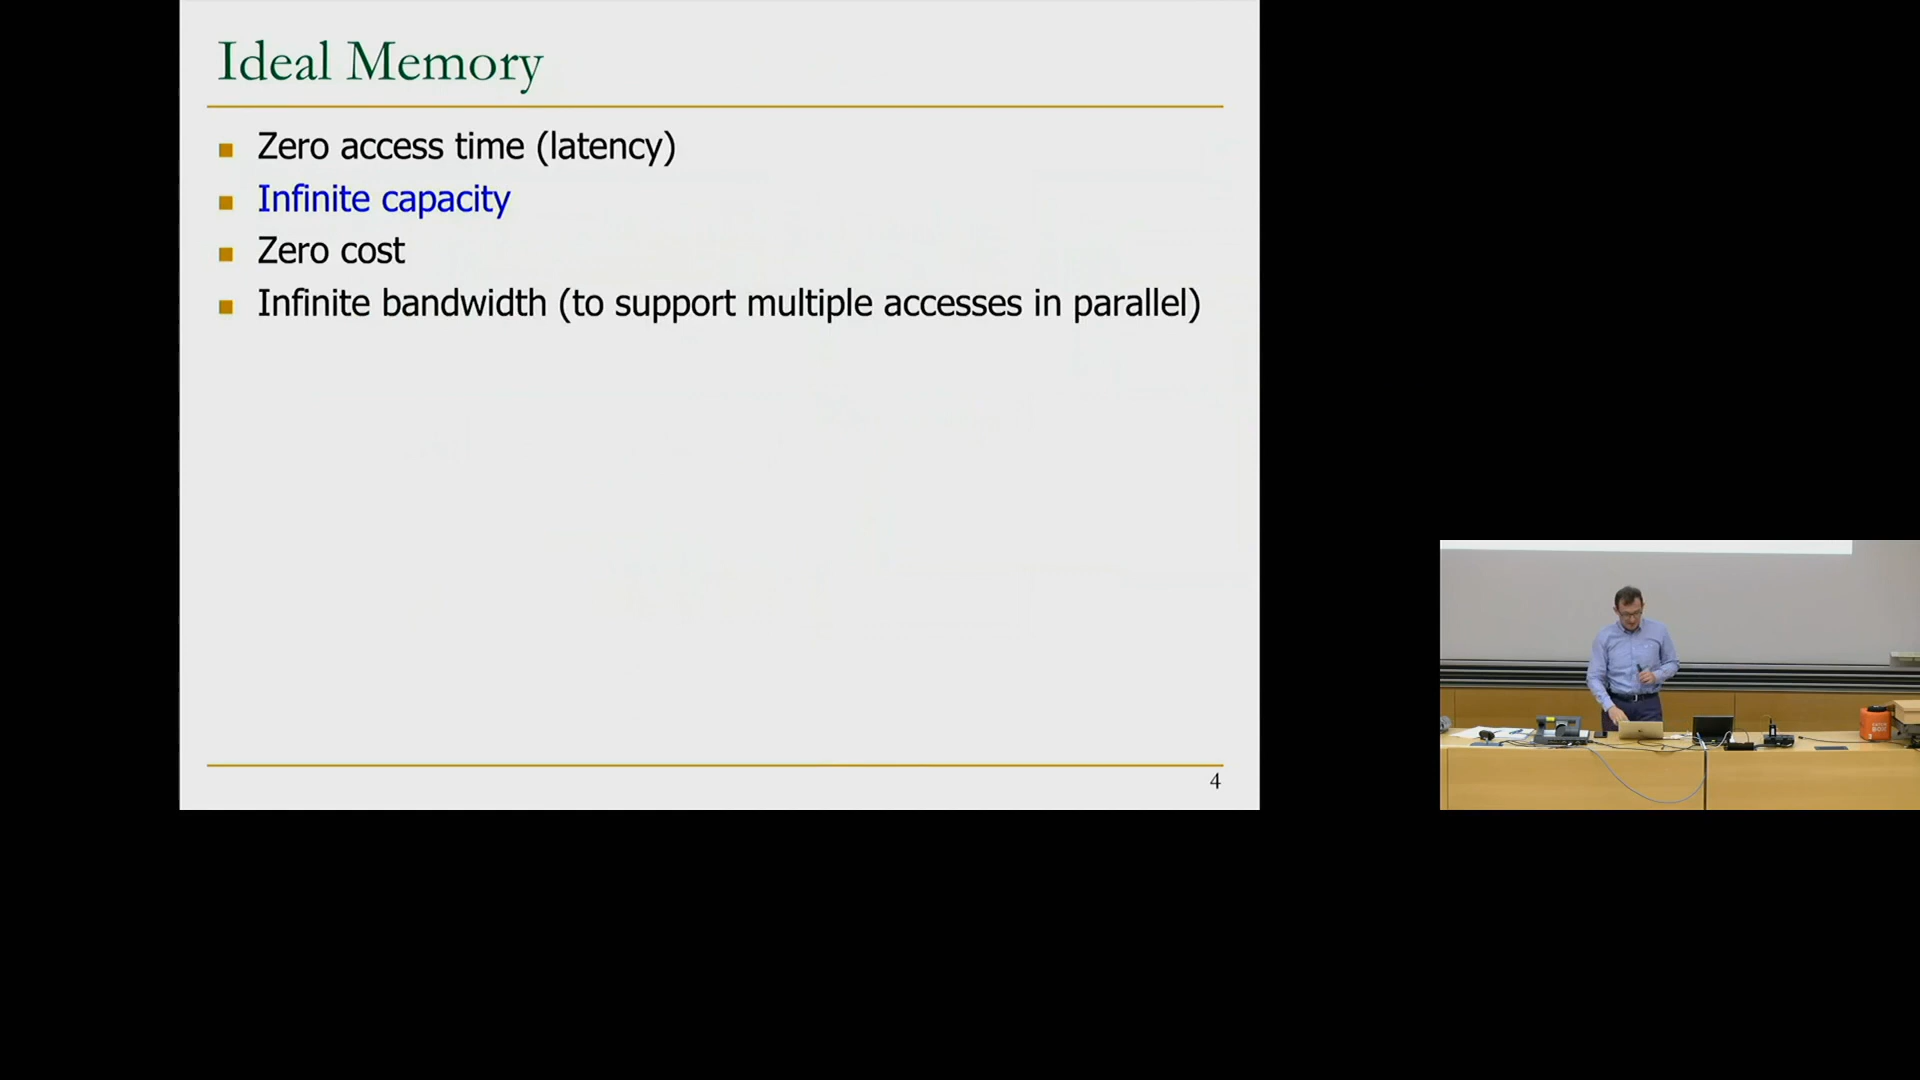 Ideal Memory
Zero access time (latency)
Infinite capacity
Zero cost
Infinite bandwidth (to support multiple accesses in parallel)
4